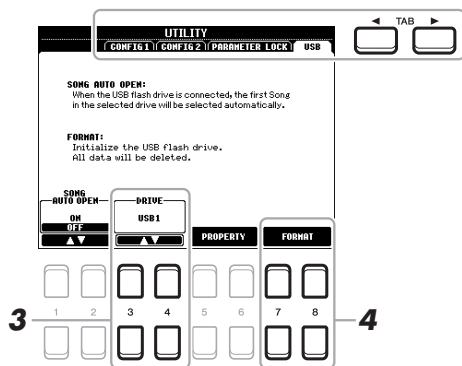 ◄ TAB ►
UTILITY
CONFIG 1 CONFIG 2 PARAMETER LOCK USB
SONG AUTO OPEN:
When the USB flash drive is connected, the first Song
in the selected drive will be selected automatically.
FORMAT:
Initialize the USB flash drive.
All data will be deleted.
SONG
AUTO OPEN
DRIVE
ON
OFF
USB1
▲▼
▲▼
PROPERTY
FORMAT
3
1 2 3 4 5 6 7 8
4